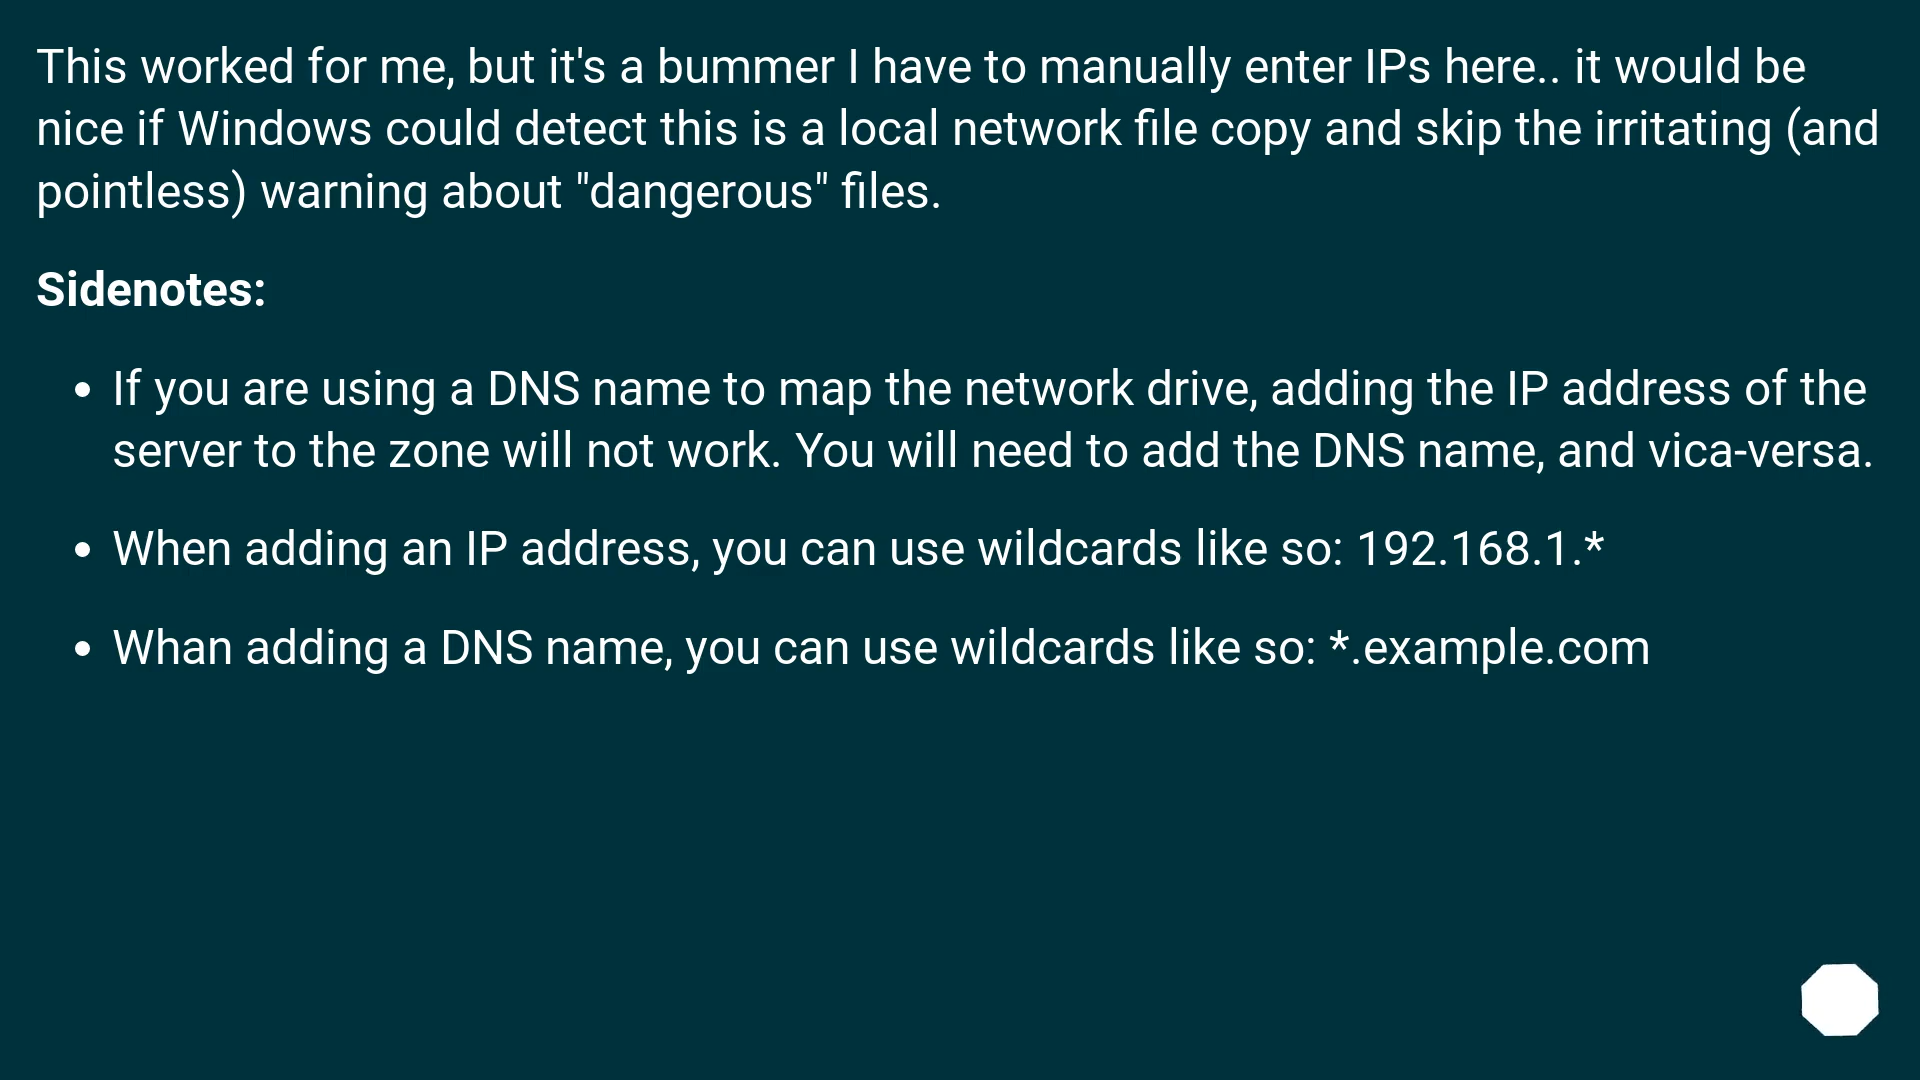 This worked for me, but it's a bummer I have to manually enter IPs here.. it would be
nice if Windows could detect this is a local network file copy and skip the irritating (and
pointless) warning about "dangerous" files.
Sidenotes:
• If you are using a DNS name to map the network drive, adding the IP address of the
server to the zone will not work. You will need to add the DNS name, and vica-versa.
• When adding an IP address, you can use wildcards like so: 192.168.1.*
• Whan adding a DNS name, you can use wildcards like so: *.example.com